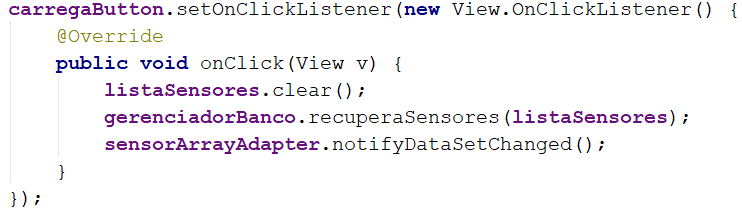 carregaButton.setOnClickListener(new View.OnClickListener() {
    @Override
    public void onClick(View v) {
        listaSensores.clear();
        gerenciadorBanco.recuperaSensores(listaSensores);
        sensorArrayAdapter.notifyDataSetChanged();
    }
});